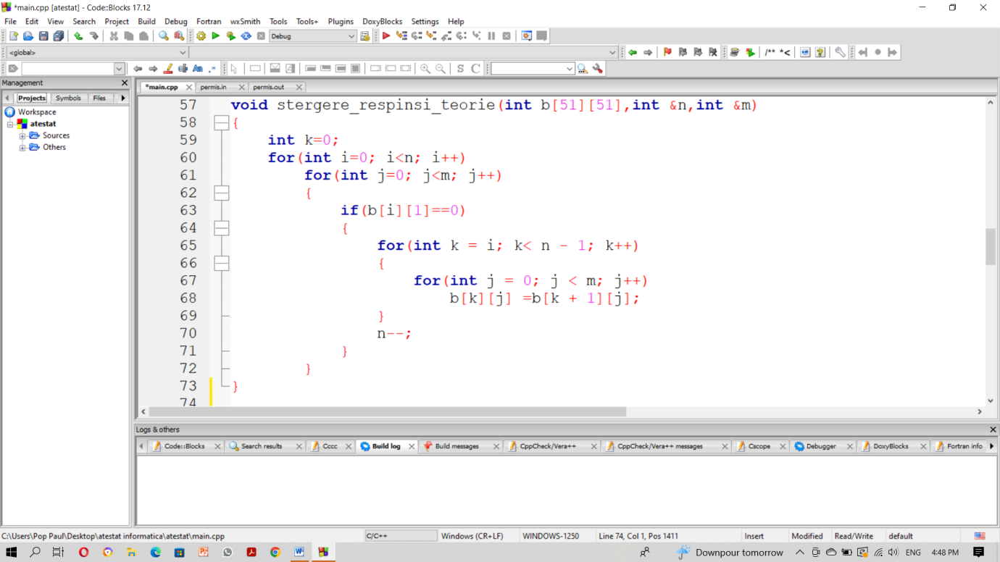 *main.cpp [atestat] - Code::Blocks 17.12
File Edit View Search Project Build Debug Fortran wxSmith Tools Tools+ Plugins DoxyBlocks Settings Help
Debug
<global>
/** *<
S C
Management
*main.cpp permis.in permis.out
Projects Symbols Files
Workspace
atestat
Sources
Others
57 void stergere_respinsi_teorie(int b[51][51],int &n,int &m)
58 {
59 int k=0;
60 for(int i=0; i<n; i++)
61 for(int j=0; j<m; j++)
62 {
63 if(b[i][1]==0)
64 {
65 for(int k = i; k< n - 1; k++)
66 {
67 for(int j = 0; j < m; j++)
68 b[k][j] =b[k + 1][j];
69 }
70 n--;
71 }
72 }
73 }
74
Logs & others
Code::Blocks Search results Cccc Build log Build messages CppCheck/Vera++ CppCheck/Vera++ messages Cscope Debugger DoxyBlocks Fortran info
C:\Users\Pop Paul\Desktop\atestat informatica\atestat\main.cpp C/C++ Windows (CR+LF) WINDOWS-1250 Line 74, Col 1, Pos 1411 Insert Modified Read/Write default
Downpour tomorrow ENG 4:48 PM